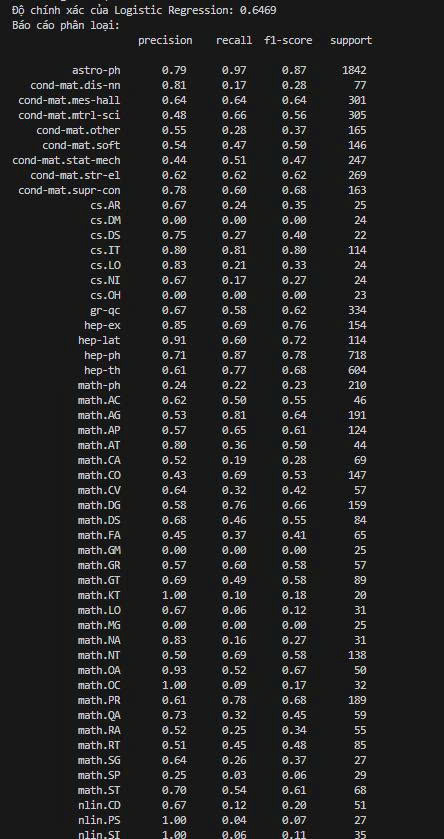 Độ chính xác của Logistic Regression: 0.6469
Báo cáo phân loại:
precision recall f1-score support
astro-ph 0.79 0.97 0.87 1842
cond-mat.dis-nn 0.81 0.17 0.28 77
cond-mat.mes-hall 0.64 0.64 0.64 301
cond-mat.mtrl-sci 0.48 0.66 0.56 305
cond-mat.other 0.55 0.28 0.37 165
cond-mat.soft 0.54 0.47 0.50 146
cond-mat.stat-mech 0.44 0.51 0.47 247
cond-mat.str-el 0.62 0.62 0.62 269
cond-mat.supr-con 0.78 0.60 0.68 163
cs.AR 0.67 0.24 0.35 25
cs.DM 0.00 0.00 0.00 24
cs.DS 0.75 0.27 0.40 22
cs.IT 0.80 0.81 0.80 114
cs.LO 0.83 0.21 0.33 24
cs.NI 0.67 0.17 0.27 24
cs.OH 0.00 0.00 0.00 23
gr-qc 0.67 0.58 0.62 334
hep-ex 0.85 0.69 0.76 154
hep-lat 0.91 0.60 0.72 114
hep-ph 0.71 0.87 0.78 718
hep-th 0.61 0.77 0.68 604
math-ph 0.24 0.22 0.23 210
math.AC 0.62 0.50 0.55 46
math.AG 0.53 0.81 0.64 191
math.AP 0.57 0.65 0.61 124
math.AT 0.80 0.36 0.50 44
math.CA 0.52 0.19 0.28 69
math.CO 0.43 0.69 0.53 147
math.CV 0.64 0.32 0.42 57
math.DG 0.58 0.76 0.66 159
math.DS 0.68 0.46 0.55 84
math.FA 0.45 0.37 0.41 65
math.GM 0.00 0.00 0.00 25
math.GR 0.57 0.60 0.58 57
math.GT 0.69 0.49 0.58 89
math.KT 1.00 0.10 0.18 20
math.LO 0.67 0.06 0.12 31
math.MG 0.00 0.00 0.00 25
math.NA 0.83 0.16 0.27 31
math.NT 0.50 0.69 0.58 138
math.OA 0.93 0.52 0.67 50
math.OC 1.00 0.09 0.17 32
math.PR 0.61 0.78 0.68 189
math.QA 0.73 0.32 0.45 59
math.RA 0.52 0.25 0.34 55
math.RT 0.51 0.45 0.48 85
math.SG 0.64 0.26 0.37 27
math.SP 0.25 0.03 0.06 29
math.ST 0.70 0.54 0.61 68
nlin.CD 0.67 0.12 0.20 51
nlin.PS 1.00 0.04 0.07 27
nlin.SI 1.00 0.06 0.11 35